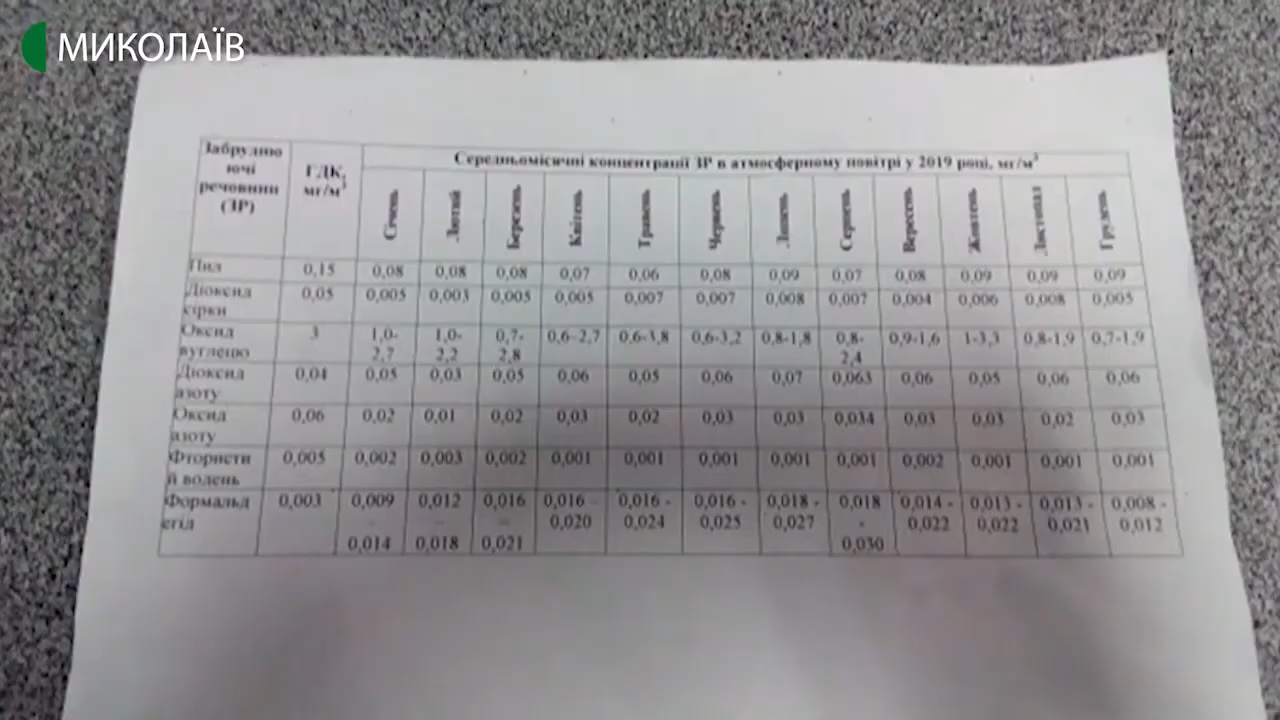 МИКОЛАЇВ
Забрудню
ючі
речовини
(ЗР)
ГДК,
мг/м³
Середньомісячні концентрації ЗР в атмосферному повітрі у 2019 році, мг/м³
Січень Лютий Березень Квітень Травень Червень Липень Серпень Вересень Жовтень Листопад Грудень
Пил 0,15 0,08 0,08 0,08 0,07 0,06 0,08 0,09 0,07 0,08 0,09 0,09 0,09
Діоксид 0,05 0,005 0,003 0,005 0,005 0,007 0,007 0,008 0,007 0,004 0,006 0,008 0,005
сірки
Оксид 3 1,0- 1,0- 0,7- 0,6-2,7 0,6-3,8 0,6-3,2 0,8-1,8 0,8- 0,9-1,6 1-3,3 0,8-1,9 0,7-1,9
вуглецю 2,7 2,2 2,8 2,4
Діоксид 0,04 0,05 0,03 0,05 0,06 0,05 0,06 0,07 0,063 0,06 0,05 0,06 0,06
азоту
Оксид 0,06 0,02 0,01 0,02 0,03 0,02 0,03 0,03 0,034 0,03 0,03 0,02 0,03
азоту
Фтористи 0,005 0,002 0,003 0,002 0,001 0,001 0,001 0,001 0,001 0,002 0,001 0,001 0,001
й водень
Формальд 0,003 0,009 0,012 0,016 0,016 - 0,016 - 0,016 - 0,018 - 0,018 0,014 - 0,013 - 0,013 - 0,008 -
егід - - - 0,020 0,024 0,025 0,027 - 0,022 0,022 0,021 0,012
0,014 0,018 0,021 0,030